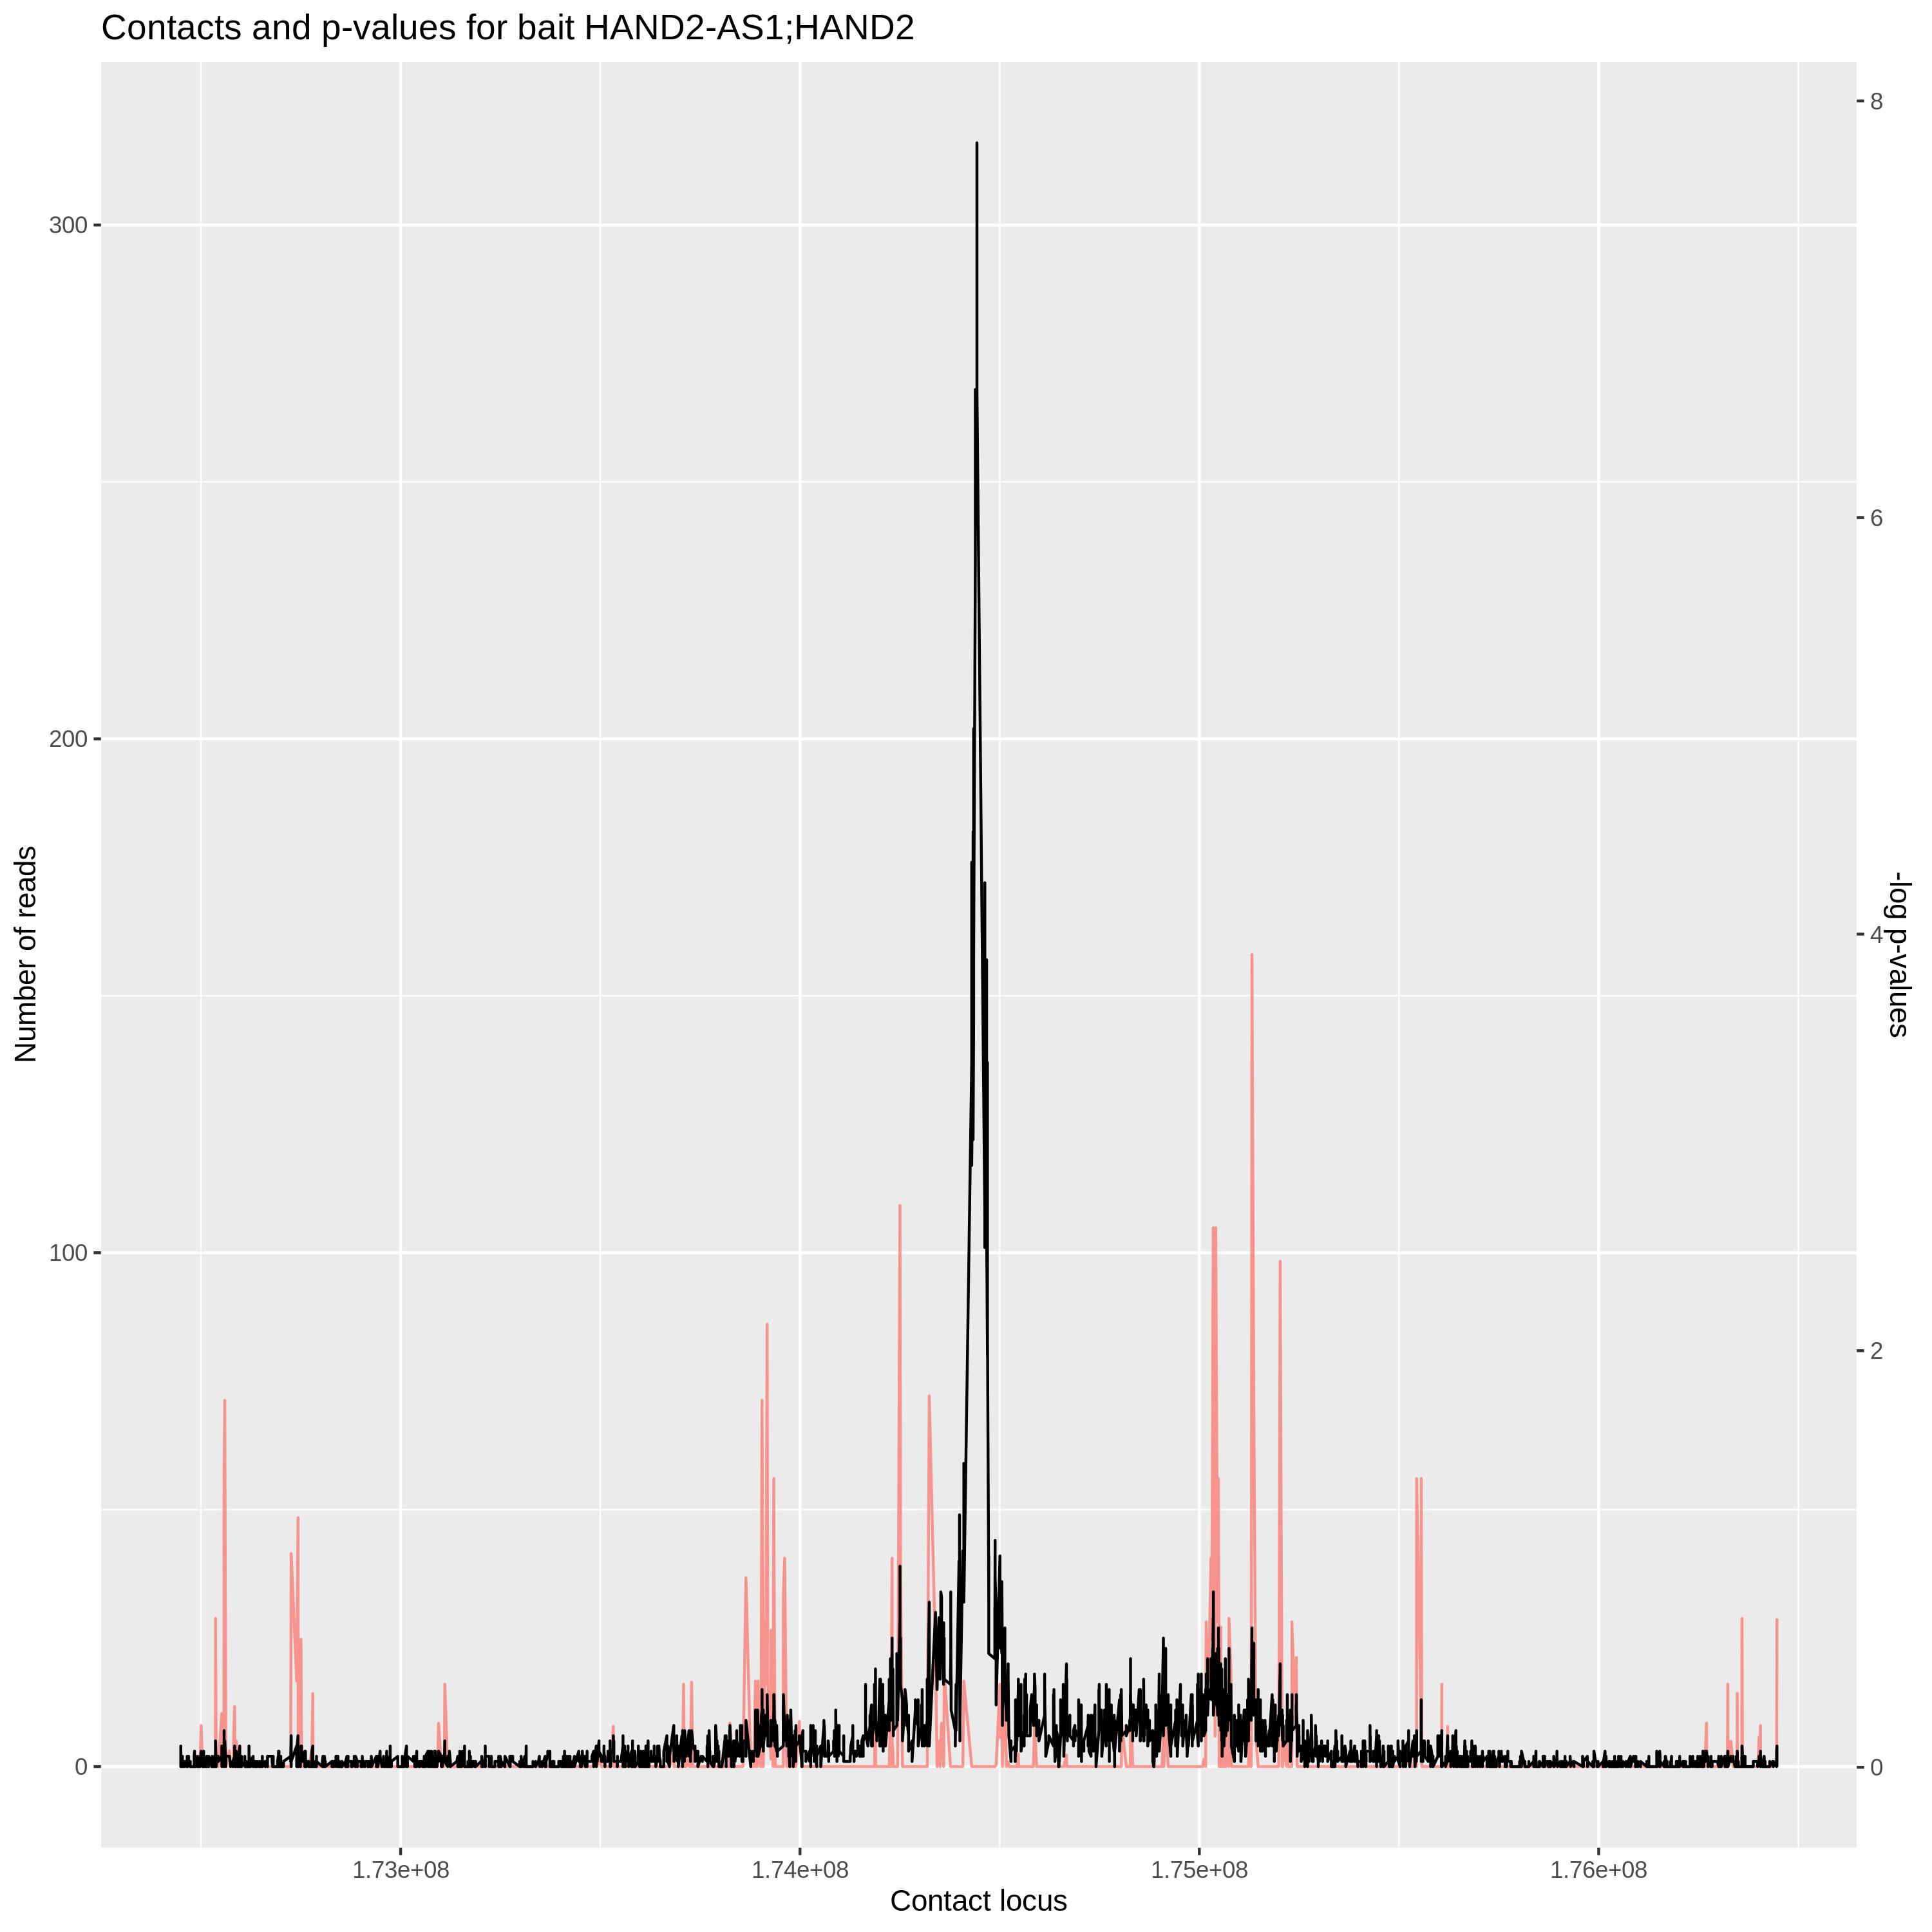 Contacts and p-values for bait HAND2-AS1;HAND2
8
300
6
200
Number of reads
4
-log p-values
100
2
0
0
1.73e+08
1.74e+08
1.75e+08
1.76e+08
Contact locus